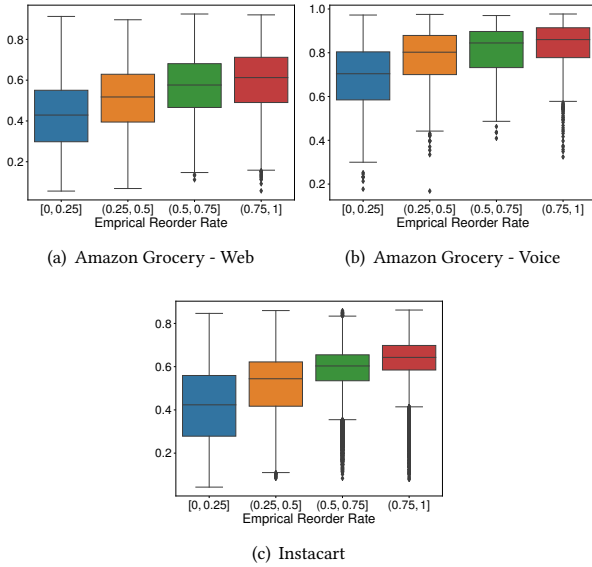 0.8
0.6
0.4
0.2
[0, 0.25] (0.25, 0.5] (0.5, 0.75] (0.75, 1]
Emprical Reorder Rate
(a) Amazon Grocery - Web
1.0
0.8
0.6
0.4
0.2
[0, 0.25] (0.25, 0.5] (0.5, 0.75] (0.75, 1]
Emprical Reorder Rate
(b) Amazon Grocery - Voice
0.8
0.6
0.4
0.2
[0, 0.25] (0.25, 0.5] (0.5, 0.75] (0.75, 1]
Emprical Reorder Rate
(c) Instacart